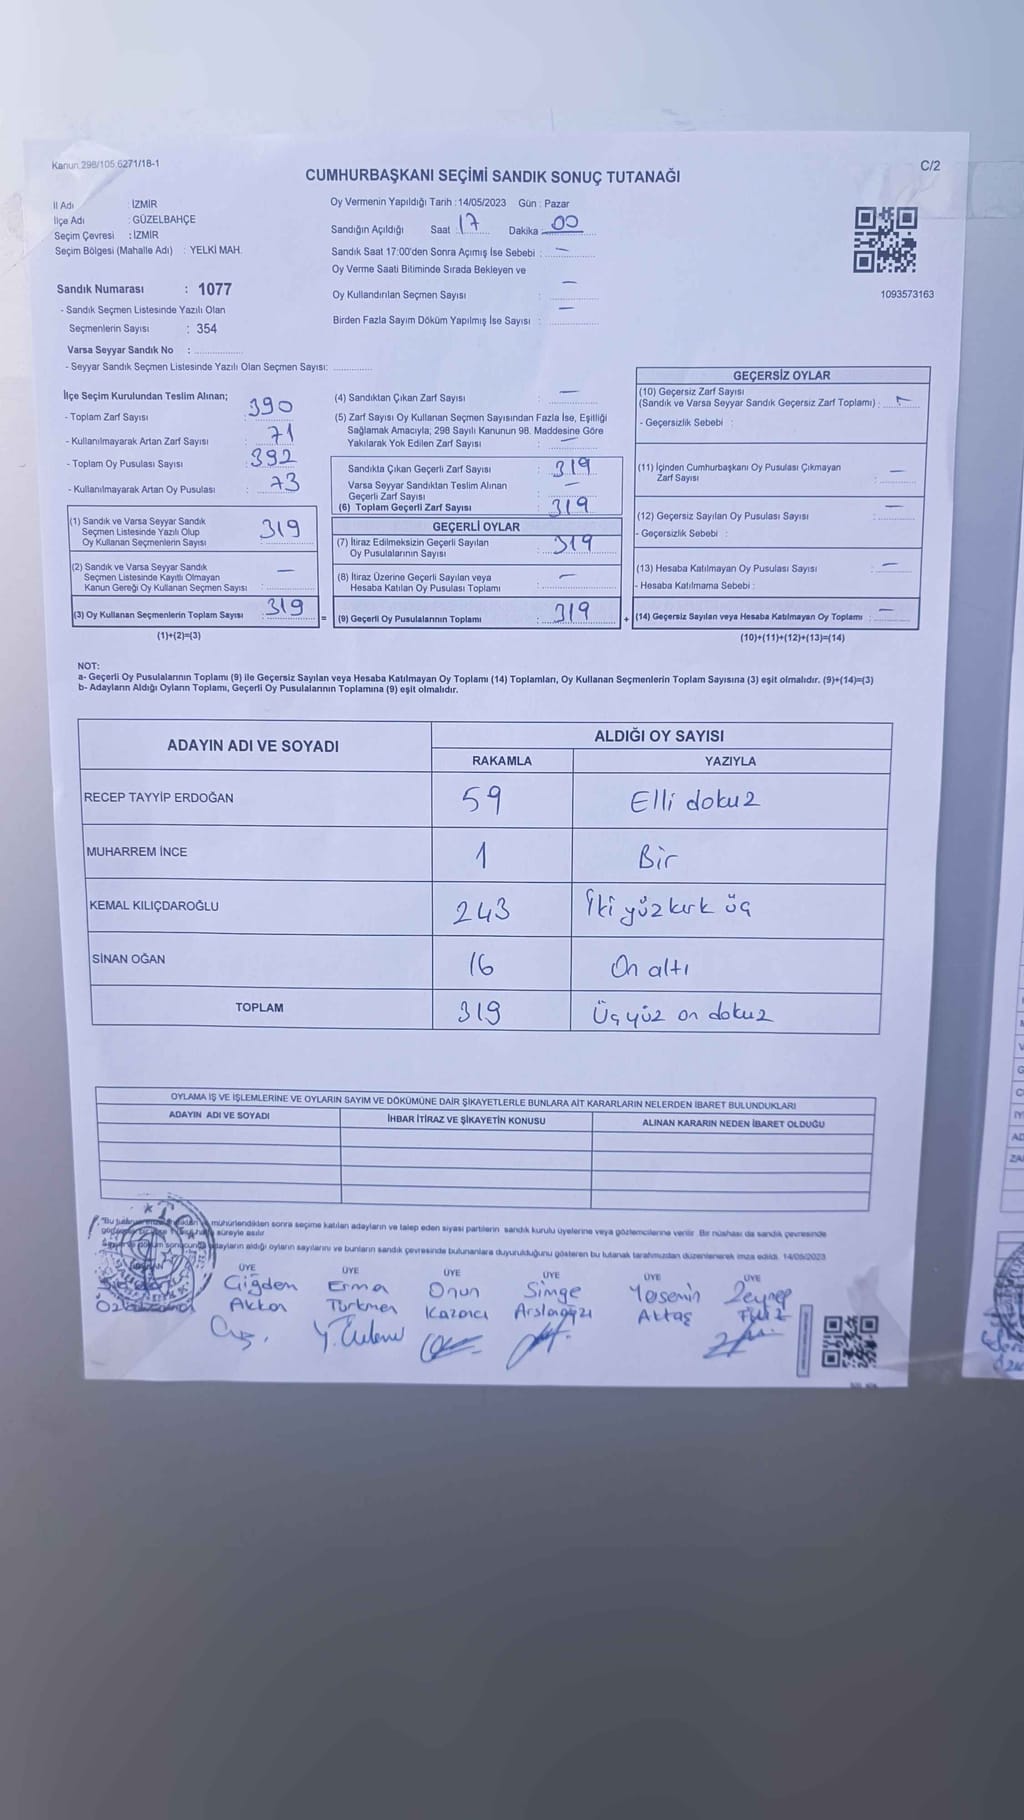 Kanun 298/105 6271/18-1
C/2
CUMHURBAŞKANI SEÇİMİ SANDIK SONUÇ TUTANAĞI
İl Adı : İZMİR
İlçe Adı : GÜZELBAHÇE
Seçim Çevresi : İZMİR
Seçim Bölgesi (Mahalle Adı) : YELKİ MAH.
Oy Vermenin Yapıldığı Tarih : 14/05/2023 Gün : Pazar
Sandığın Açıldığı Saat : 17 Dakika : 00
Sandık Saat 17:00'den Sonra Açımış İse Sebebi : —
Oy Verme Saati Bitiminde Sırada Bekleyen ve
Oy Kullandırılan Seçmen Sayısı : —
Birden Fazla Sayım Döküm Yapılmış İse Sayısı : —
1093573163
Sandık Numarası : 1077
- Sandık Seçmen Listesinde Yazılı Olan
Seçmenlerin Sayısı : 354
Varsa Seyyar Sandık No :
- Seyyar Sandık Seçmen Listesinde Yazılı Olan Seçmen Sayısı:
İlçe Seçim Kurulundan Teslim Alınan;
- Toplam Zarf Sayısı : 390
- Kullanılmayarak Artan Zarf Sayısı : 71
- Toplam Oy Pusulası Sayısı : 392
- Kullanılmayarak Artan Oy Pusulası : 73
(1) Sandık ve Varsa Seyyar Sandık
Seçmen Listesinde Yazılı Olup
Oy Kullanan Seçmenlerin Sayısı : 319
(2) Sandık ve Varsa Seyyar Sandık
Seçmen Listesinde Kayıtlı Olmayan
Kanun Gereği Oy Kullanan Seçmen Sayısı : —
(3) Oy Kullanan Seçmenlerin Toplam Sayısı : 319
(1)+(2)=(3)
(4) Sandıktan Çıkan Zarf Sayısı : —
(5) Zarf Sayısı Oy Kullanan Seçmen Sayısından Fazla İse, Eşitliği
Sağlamak Amacıyla; 298 Sayılı Kanunun 98. Maddesine Göre
Yakılarak Yok Edilen Zarf Sayısı : —
Sandıkta Çıkan Geçerli Zarf Sayısı : 319
Varsa Seyyar Sandıktan Teslim Alınan
Geçerli Zarf Sayısı : —
(6) Toplam Geçerli Zarf Sayısı : 319
GEÇERLİ OYLAR
(7) İtiraz Edilmeksizin Geçerli Sayılan
Oy Pusulalarının Sayısı : 319
(8) İtiraz Üzerine Geçerli Sayılan veya
Hesaba Katılan Oy Pusulası Toplamı : —
= (9) Geçerli Oy Pusulalarının Toplamı : 319
GEÇERSİZ OYLAR
(10) Geçersiz Zarf Sayısı
(Sandık ve Varsa Seyyar Sandık Geçersiz Zarf Toplamı) :
- Geçersizlik Sebebi :
(11) İçinden Cumhurbaşkanı Oy Pusulası Çıkmayan
Zarf Sayısı : —
(12) Geçersiz Sayılan Oy Pusulası Sayısı : —
- Geçersizlik Sebebi :
(13) Hesaba Katılmayan Oy Pusulası Sayısı : —
- Hesaba Katılmama Sebebi :
+ (14) Geçersiz Sayılan veya Hesaba Katılmayan Oy Toplamı : —
(10)+(11)+(12)+(13)=(14)
NOT:
a- Geçerli Oy Pusulalarının Toplamı (9) ile Geçersiz Sayılan veya Hesaba Katılmayan Oy Toplamı (14) Toplamları, Oy Kullanan Seçmenlerin Toplam Sayısına (3) eşit olmalıdır. (9)+(14)=(3)
b- Adayların Aldığı Oyların Toplamı, Geçerli Oy Pusulalarının Toplamına (9) eşit olmalıdır.
ADAYIN ADI VE SOYADI
ALDIĞI OY SAYISI
RAKAMLA YAZIYLA
RECEP TAYYİP ERDOĞAN 59 Elli dokuz
MUHARREM İNCE 1 Bir
KEMAL KILIÇDAROĞLU 243 İki yüz kırk üç
SİNAN OĞAN 16 On altı
TOPLAM 319 Üç yüz on dokuz
OYLAMA İŞ VE İŞLEMLERİNE VE OYLARIN SAYIM VE DÖKÜMÜNE DAİR ŞİKAYETLERLE BUNLARA AİT KARARLARIN NELERDEN İBARET BULUNDUKLARI
ADAYIN ADI VE SOYADI İHBAR İTİRAZ VE ŞİKAYETİN KONUSU ALINAN KARARIN NEDEN İBARET OLDUĞU
mühürlendikten sonra seçime katılan adayların ve talep eden siyasi partilerin sandık kurulu üyelerine veya gözlemcilerine verilir. Bir nüshası da sandık çevresinde
süreyle asılır
adayların aldığı oyların sayılarını ve bunların sandık çevresinde bulunanlara duyurulduğunu gösteren bu tutanak tarafımızdan düzenlenerek imza edildi. 14/05/2023
ÜYE ÜYE ÜYE ÜYE ÜYE ÜYE
Çiğdem Erma Onur Simge Yasemin Zeynep
Akkor Türkmen Kazancı Aktaş